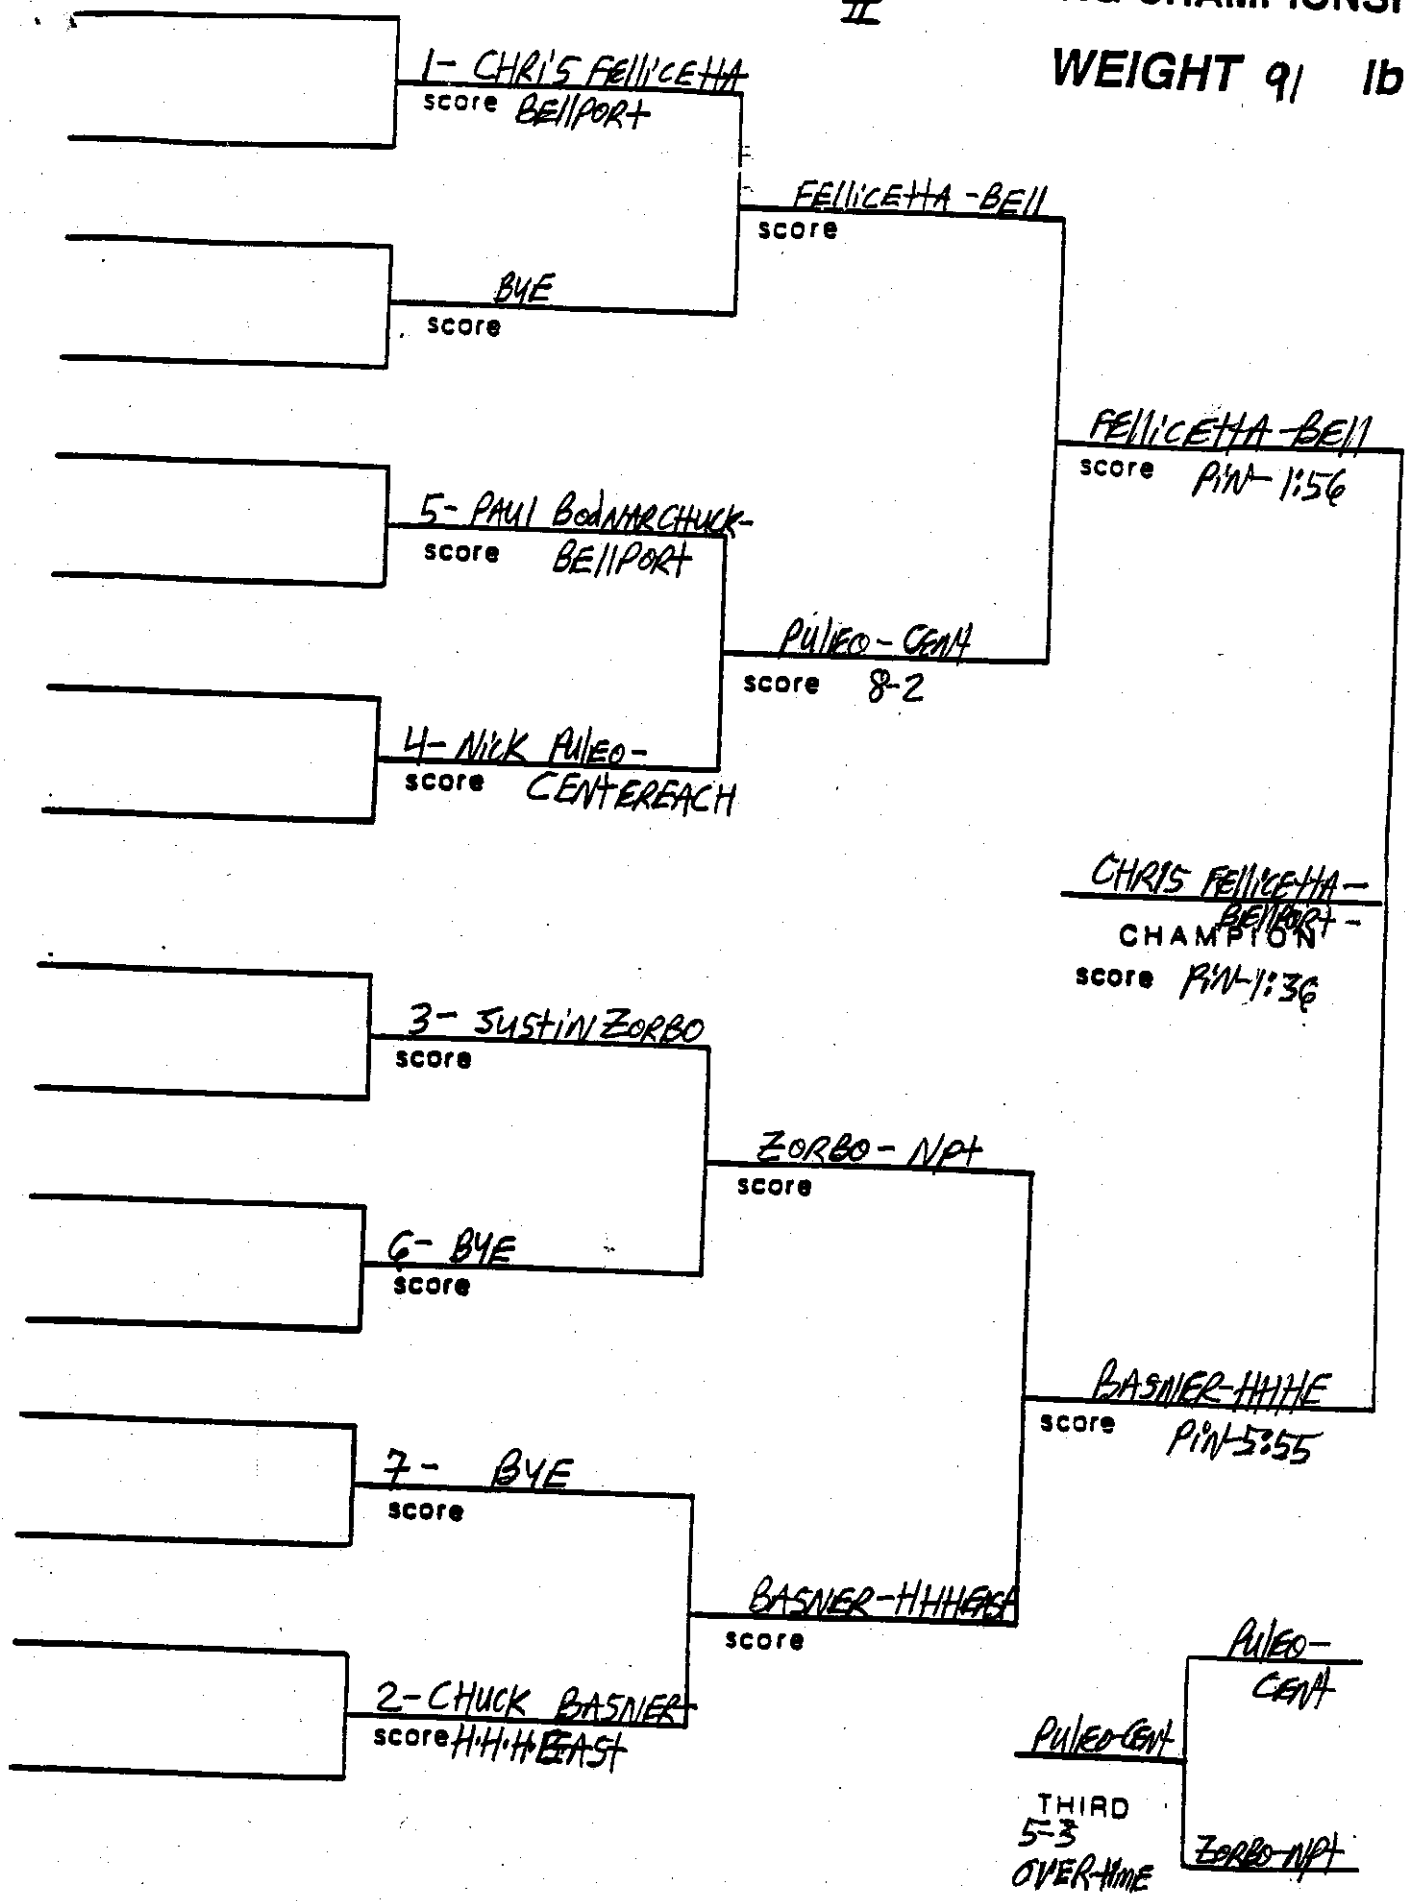 II
WEIGHT 91 lb
1- CHRiS FElliCEttA
score BEllPORt
FElliCEttA - BEll
score
BYE
score
FElliCEttA - BEll
score PiN- 1:56
5- PAUl BodNARCHUCK-
score BEllPORt
PUlEO - CENt
score 8-2
4- NiCK PUlEO -
score CENtEREACH
CHRIS FElliCEttA -
BEllPORt -
CHAMPION
score PiN-1:36
3- JUStiN ZORBO
score
ZORBO - NPt
score
6- BYE
score
BASNER-HHHE
score PiN-5:55
7- BYE
score
BASNER-HHHEASt
score
2- CHUCK BASNER-
score H.H.H.EASt
PUlEO -
CENt
PUlEO-CENt
THIRD
5-3
OVERtimE
ZORBO-NPt